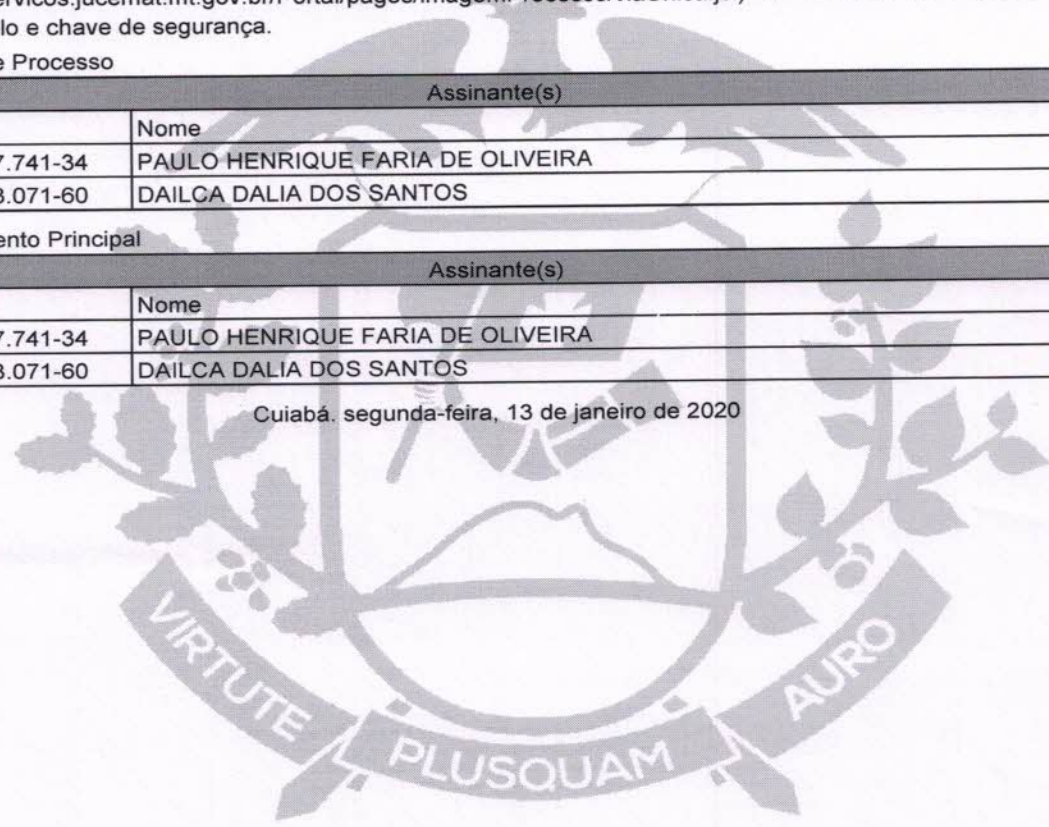 lo e chave de segurança.
e Processo
Assinante(s)
Nome
7.741-34 PAULO HENRIQUE FARIA DE OLIVEIRA
3.071-60 DAILCA DALIA DOS SANTOS
ento Principal
Assinante(s)
Nome
7.741-34 PAULO HENRIQUE FARIA DE OLIVEIRA
3.071-60 DAILCA DALIA DOS SANTOS
Cuiabá. segunda-feira, 13 de janeiro de 2020
VIRTUTE PLUSQUAM AURO